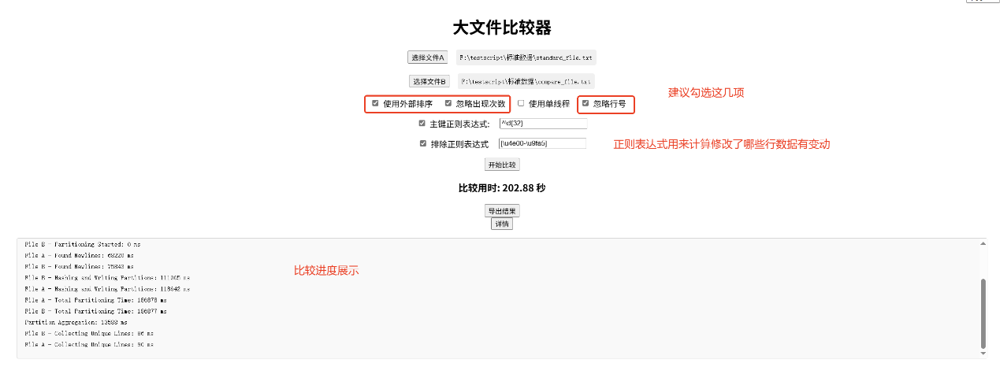 大文件比较器
选择文件A F:\testscript\标准数据\standard_file.txt
选择文件B F:\testscript\标准数据\compare_file.txt
建议勾选这几项
使用外部排序 忽略出现次数 使用单线程 忽略行号
主键正则表达式: ^\d{32}
排除正则表达式 [\u4e00-\u9fa5]
正则表达式用来计算修改了哪些行数据有变动
开始比较
比较用时: 202.88 秒
导出结果
详情
File B - Partitioning Started: 0 ms
File A - Found Newlines: 68220 ms
File B - Found Newlines: 75843 ms
比较进度展示
File B - Hashing and Writing Partitions: 111005 ms
File A - Hashing and Writing Partitions: 118642 ms
File A - Total Partitioning Time: 186878 ms
File B - Total Partitioning Time: 186877 ms
Partition Aggregation: 13588 ms
File B - Collecting Unique Lines: 86 ms
File A - Collecting Unique Lines: 90 ms